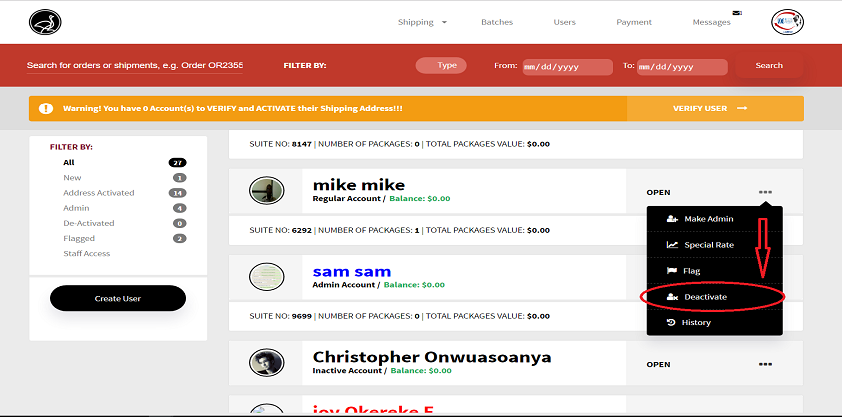 Shipping Batches Users Payment Messages
Search for orders or shipments, e.g. Order OR2355 FILTER BY: Type From: mm/dd/yyyy To: mm/dd/yyyy Search
Warning! You have 0 Account(s) to VERIFY and ACTIVATE their Shipping Address!!! VERIFY USER
FILTER BY:
All 27
New 1
Address Activated 14
Admin 4
De-Activated 0
Flagged 2
Staff Access
Create User
SUITE NO: 8147 | NUMBER OF PACKAGES: 0 | TOTAL PACKAGES VALUE: $0.00
mike mike
Regular Account / Balance: $0.00
OPEN
SUITE NO: 6292 | NUMBER OF PACKAGES: 1 | TOTAL PACKAGES VALUE: $0.00
Make Admin
Special Rate
Flag
Deactivate
History
sam sam
Admin Account / Balance: $0.00
SUITE NO: 9699 | NUMBER OF PACKAGES: 0 | TOTAL PACKAGES VALUE: $0.00
Christopher Onwuasoanya
Inactive Account / Balance: $0.00
OPEN
joy Okereke F